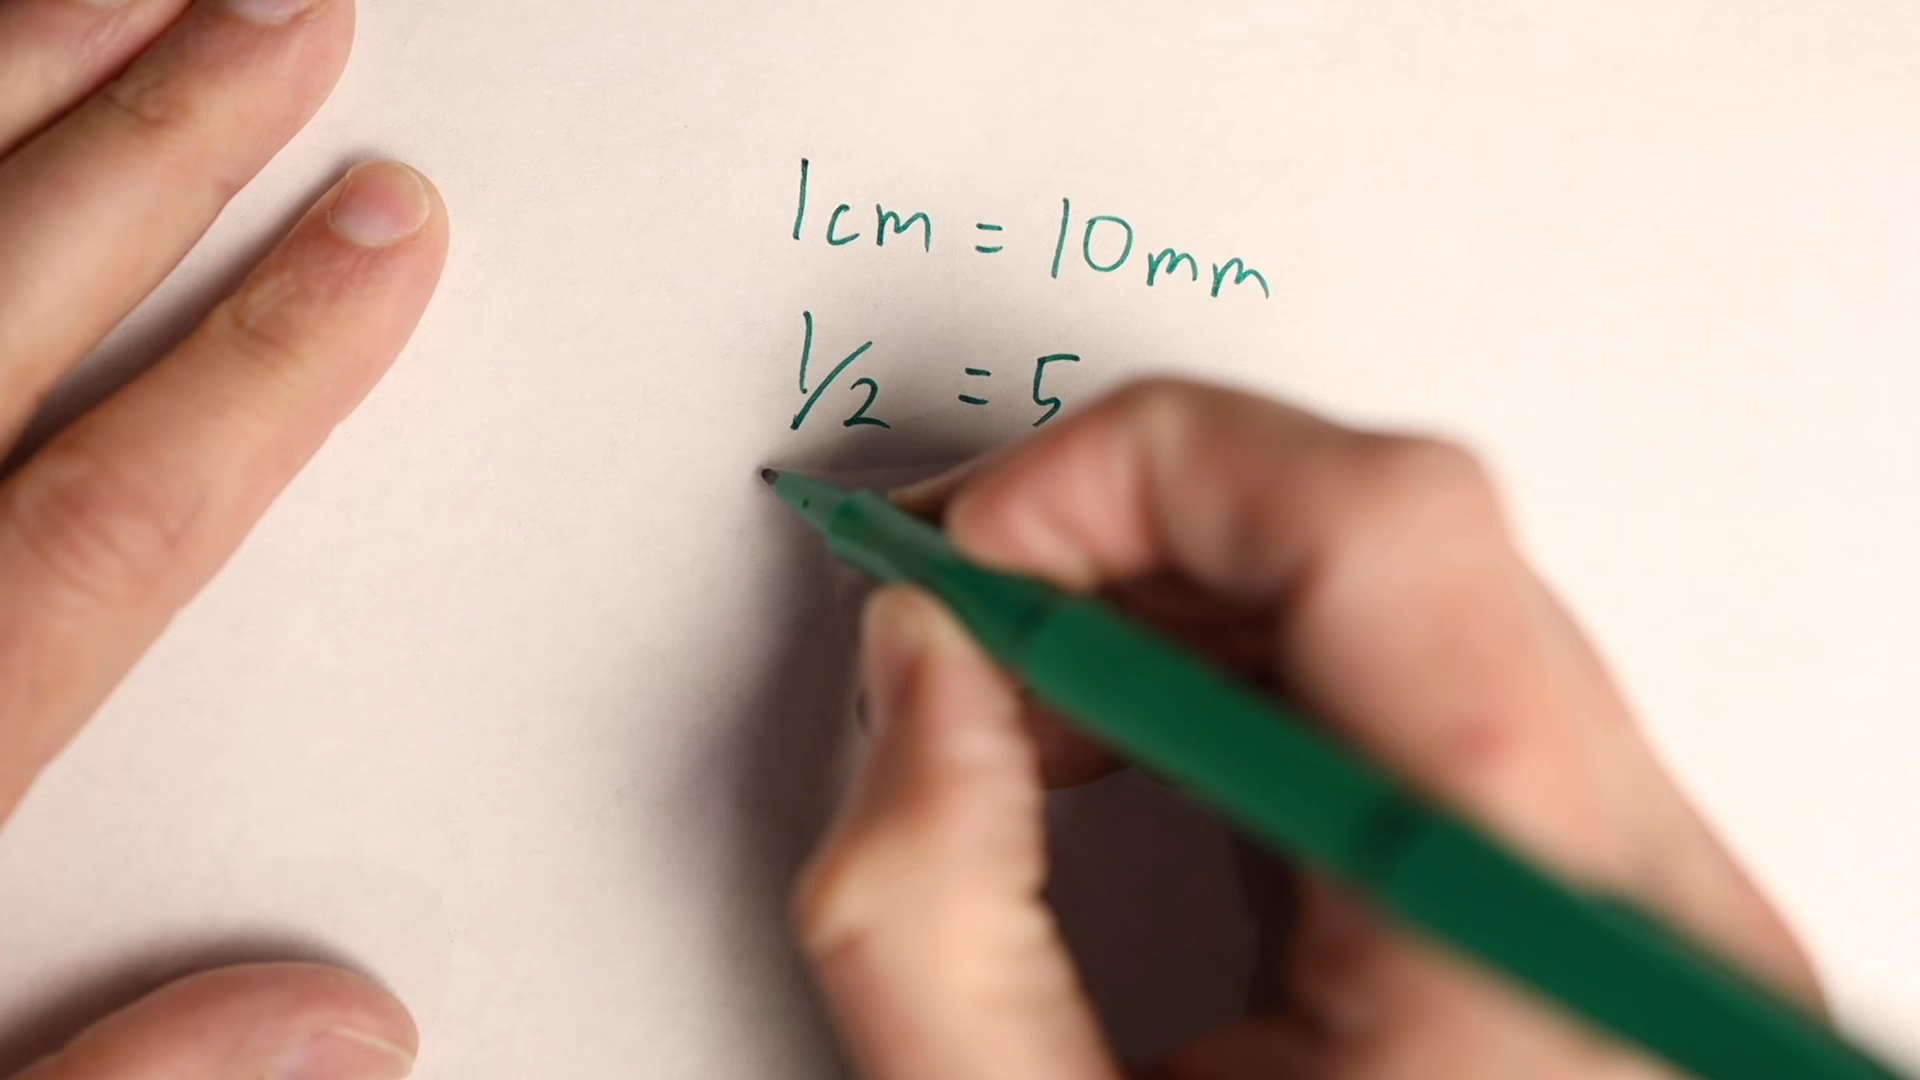 1cm = 10mm
1/2 = 5